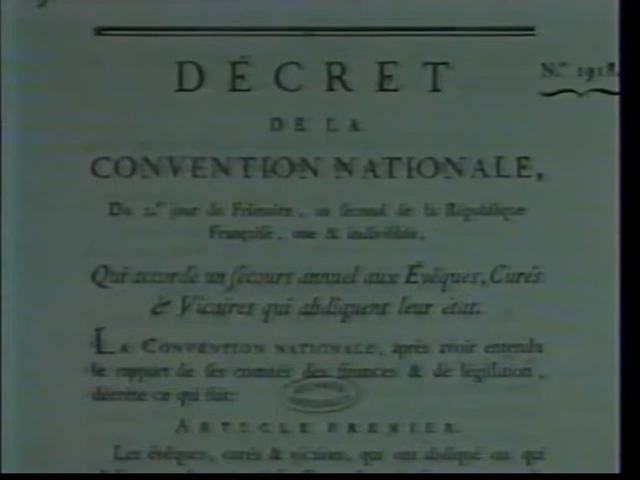 N.º 1918.
DÉCRET
DE LA
CONVENTION NATIONALE,
Du 2.e jour de Frimaire, an second de la République
Françiſe, une & indiviſible,
Qui accorde un ſecours annuel aux Évêques, Curés
& Vicaires qui abdiquent leur état.
LA CONVENTION NATIONALE, après avoir entendu
le rapport de ſes comités des finances & de légiſlation,
décrète ce qui ſuit:
ARTICLE PREMIER.
Les évêques, curés & vicaires, qui ont abdiqué ou qui